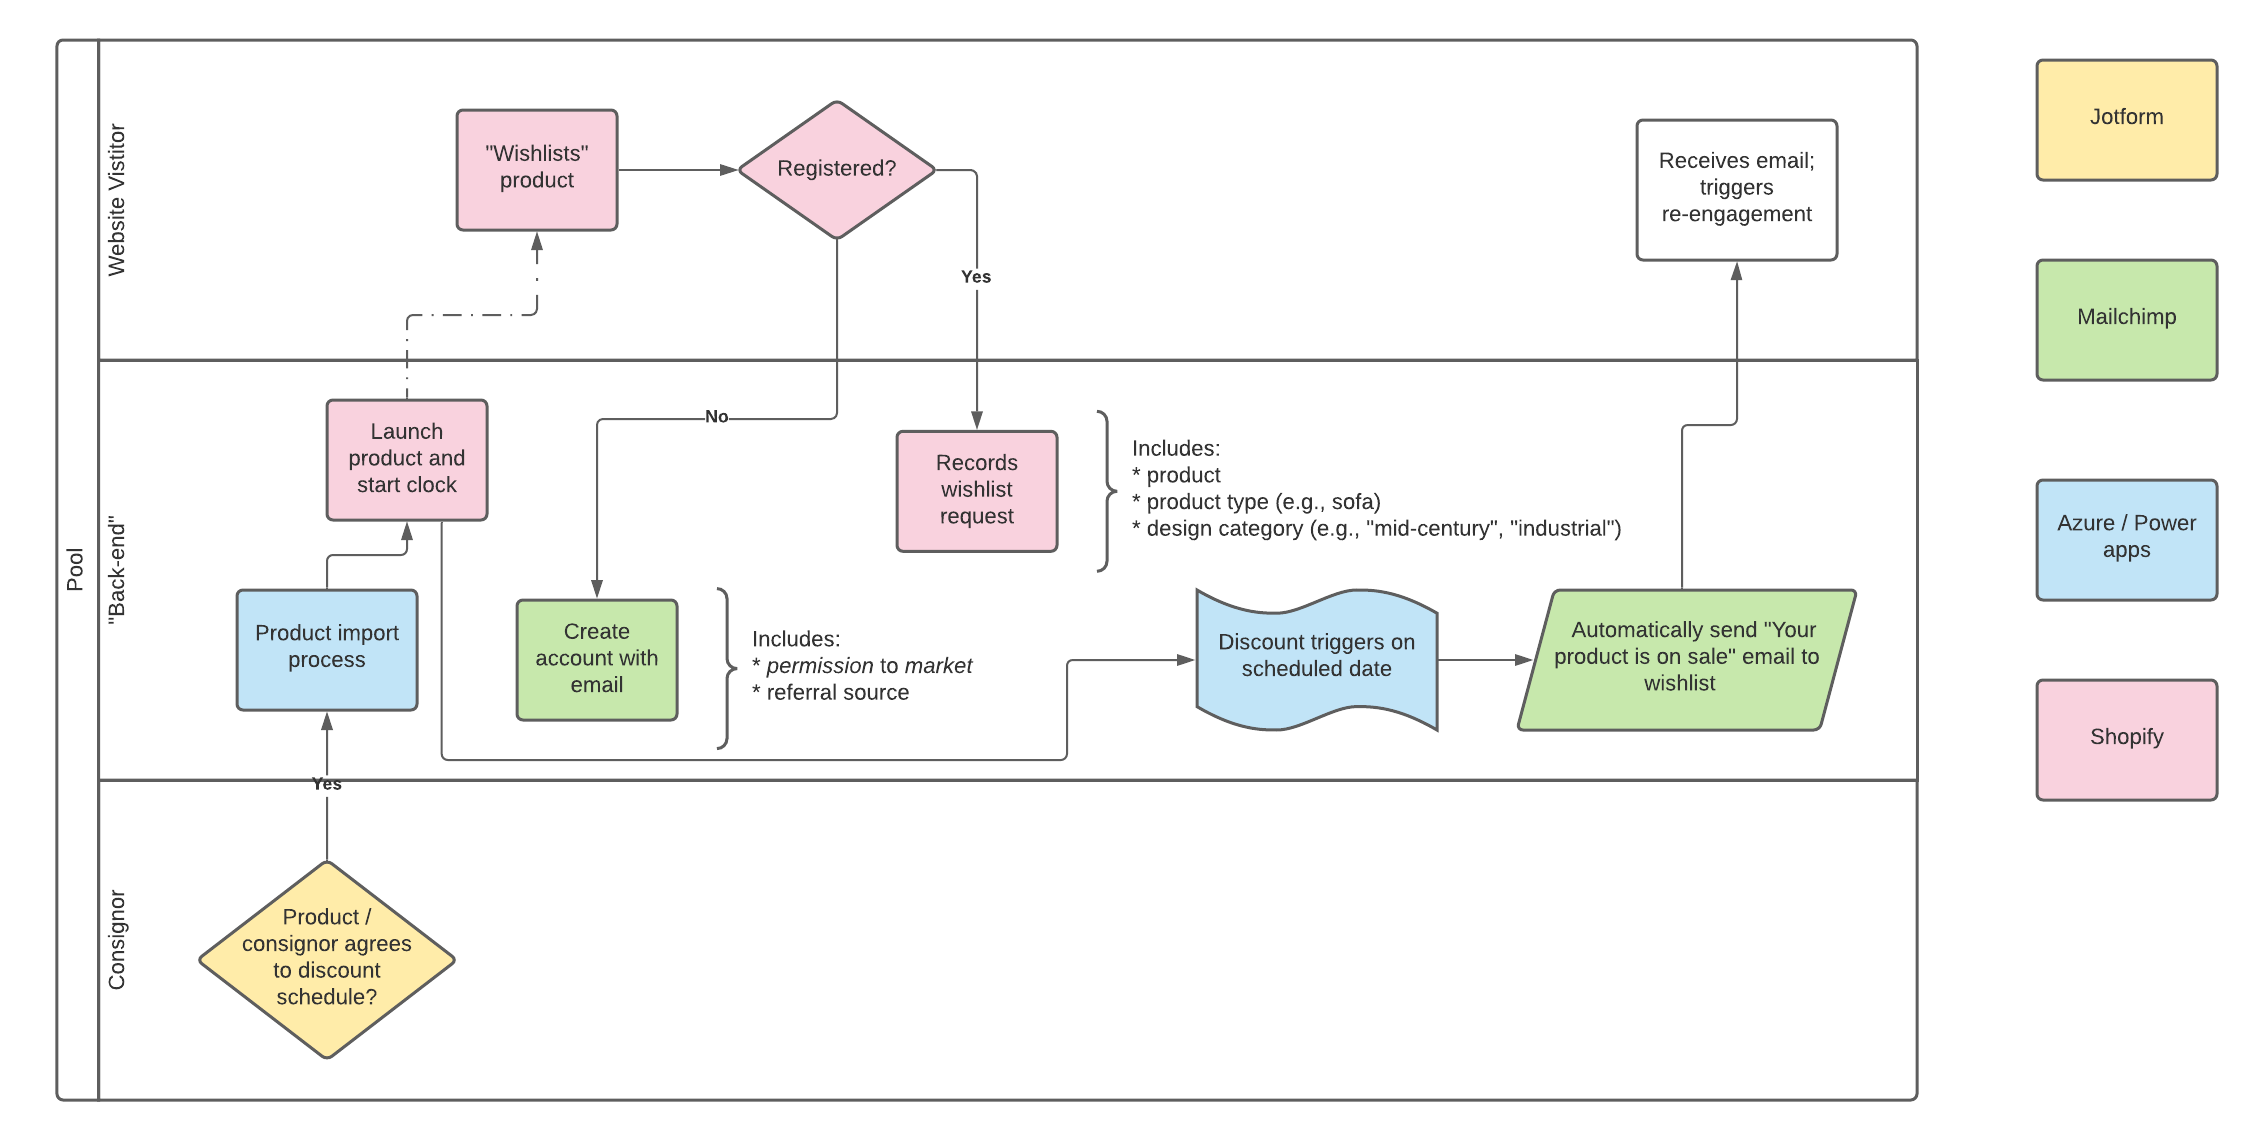 Pool
Website Vistitor
"Wishlists"
product
Registered?
Yes
No
Receives email;
triggers
re-engagement
"Back-end"
Launch
product and
start clock
Records
wishlist
request
Includes:
* product
* product type (e.g., sofa)
* design category (e.g., "mid-century", "industrial")
Product import
process
Create
account with
email
Includes:
* permission to market
* referral source
Discount triggers on
scheduled date
Automatically send "Your
product is on sale" email to
wishlist
Yes
Consignor
Product /
consignor agrees
to discount
schedule?
Jotform
Mailchimp
Azure / Power
apps
Shopify